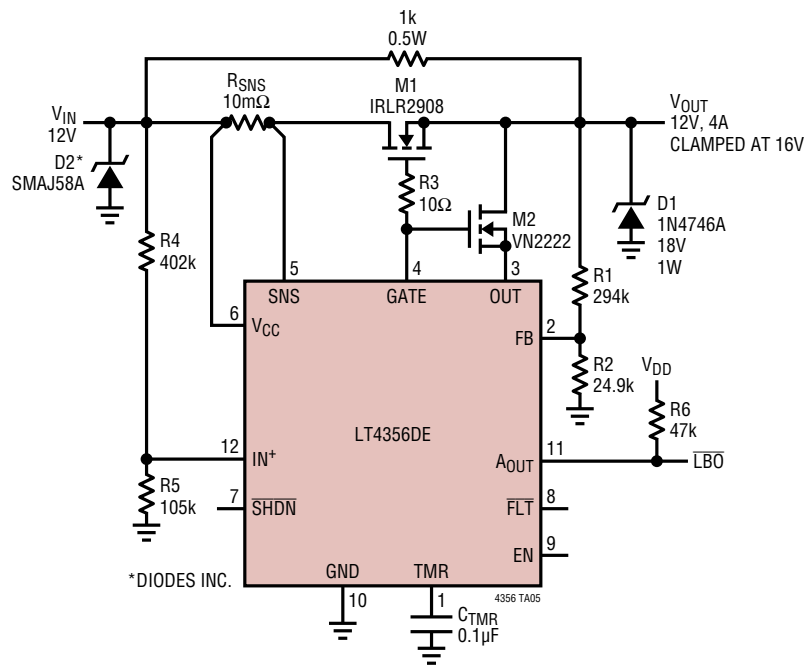 1k
0.5W
RSNS
10mΩ
M1
IRLR2908
VIN
12V
VOUT
12V, 4A
CLAMPED AT 16V
D2*
SMAJ58A
R3
10Ω
M2
VN2222
D1
1N4746A
18V
1W
R4
402k
5
4
3
R1
294k
SNS
GATE
OUT
6
VCC
FB
2
R2
24.9k
VDD
R6
47k
LT4356DE
12
IN+
AOUT
11
LBO
R5
105k
7
SHDN
FLT
8
EN
9
*DIODES INC.
GND
TMR
4356 TA05
10
1
CTMR
0.1μF